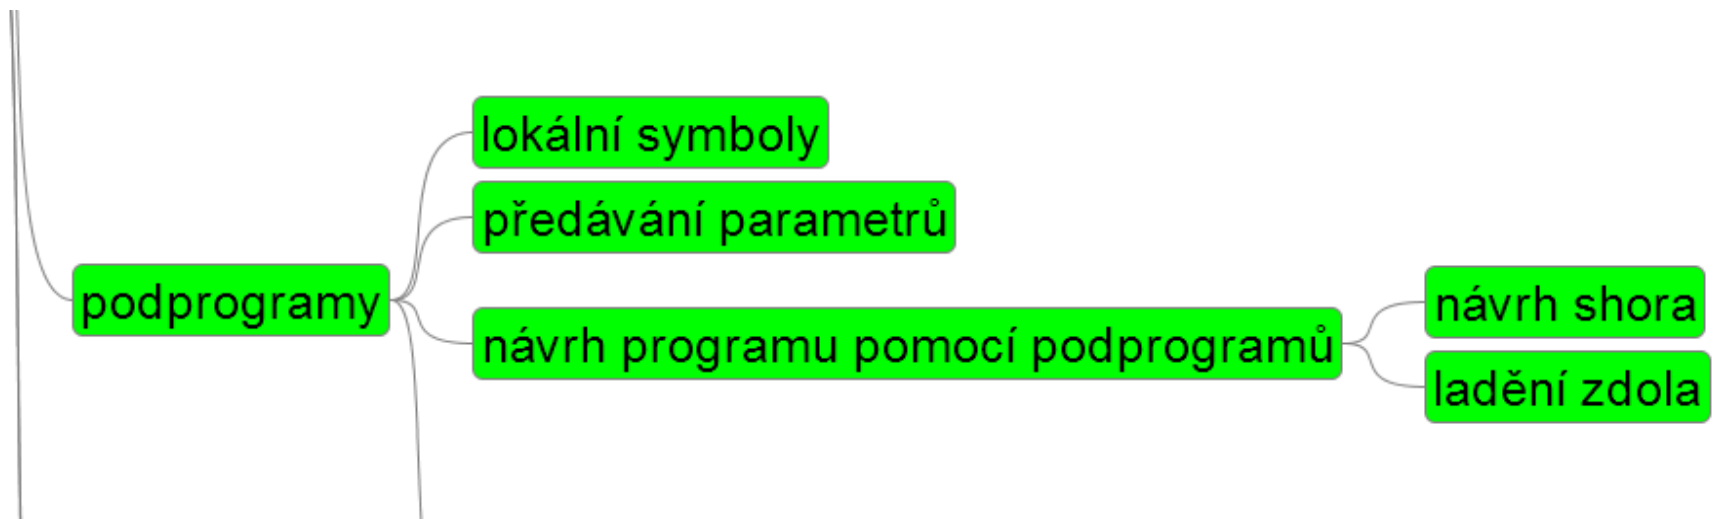 lokální symboly
předávání parametrů
podprogramy
návrh programu pomocí podprogramů
návrh shora
ladění zdola